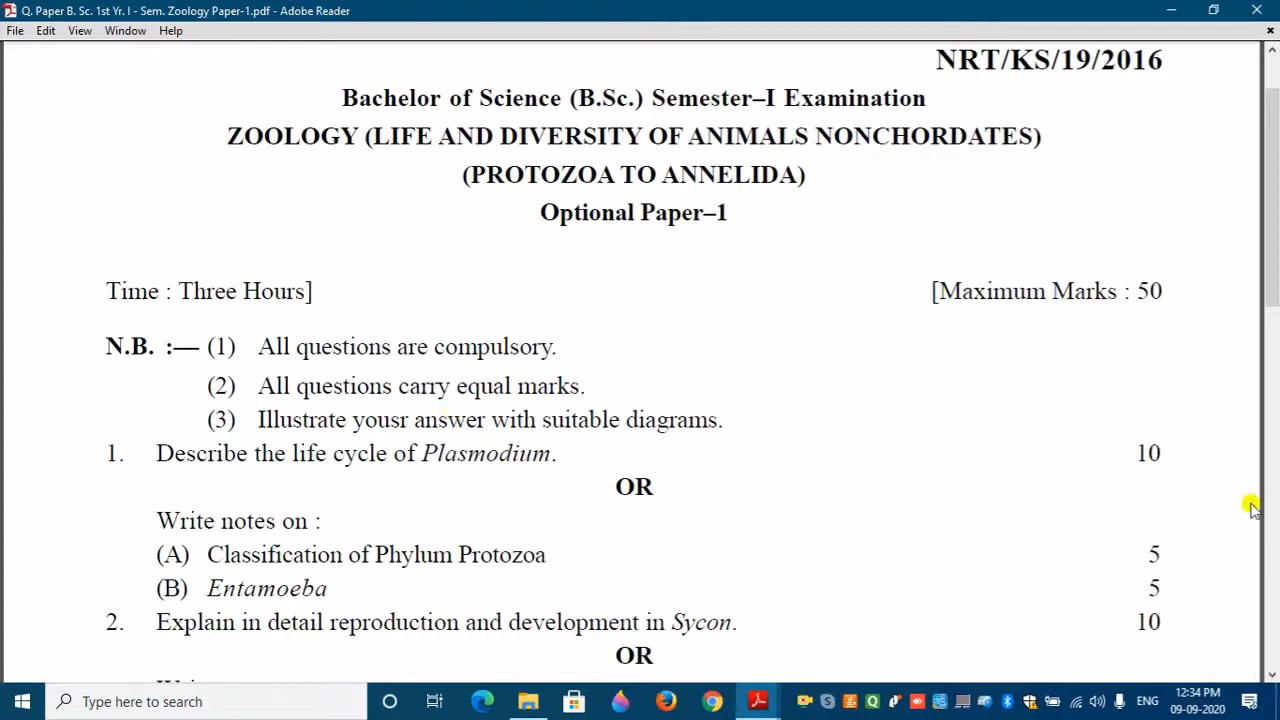 Q. Paper B. Sc. 1st Yr. I - Sem. Zoology Paper-1.pdf - Adobe Reader
File Edit View Window Help
NRT/KS/19/2016
Bachelor of Science (B.Sc.) Semester–I Examination
ZOOLOGY (LIFE AND DIVERSITY OF ANIMALS NONCHORDATES)
(PROTOZOA TO ANNELIDA)
Optional Paper–1
Time : Three Hours] [Maximum Marks : 50
N.B. :— (1) All questions are compulsory.
(2) All questions carry equal marks.
(3) Illustrate yousr answer with suitable diagrams.
1. Describe the life cycle of Plasmodium. 10
OR
Write notes on :
(A) Classification of Phylum Protozoa 5
(B) Entamoeba 5
2. Explain in detail reproduction and development in Sycon. 10
OR
Type here to search
ENG
12:34 PM
09-09-2020